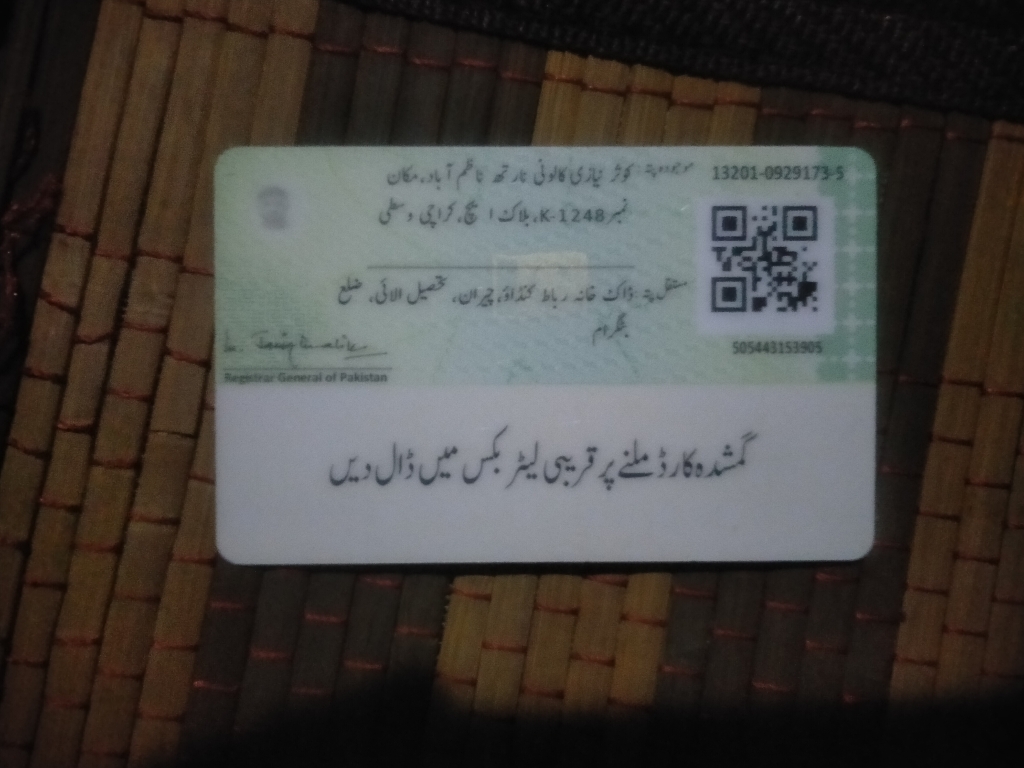 موجودہ پتہ: کوثر نیازی کالونی نارتھ ناظم آباد، مکان
نمبر K-1248، بلاک ایچ، کراچی وسطی
13201-0929173-5
مستقل پتہ: ڈاک خانہ رباط کنڈاؤ، چیران، تحصیل الائی، ضلع
بٹگرام
505443153905
Registrar General of Pakistan
گمشدہ کارڈ ملنے پر قریبی لیٹر بکس میں ڈال دیں